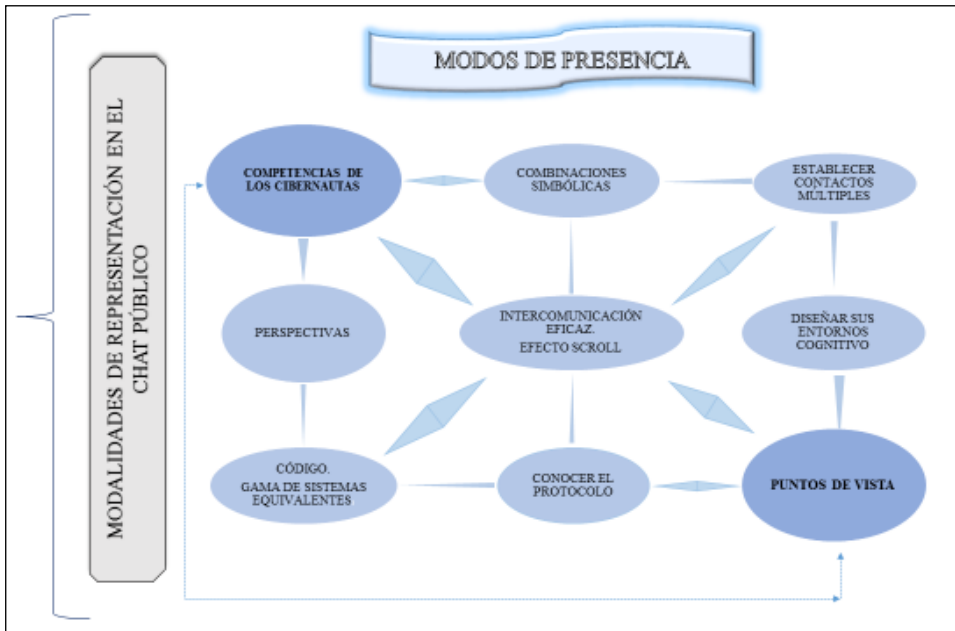 MODOS DE PRESENCIA
MODALIDADES DE REPRESENTACIÓN EN EL
CHAT PÚBLICO
COMPETENCIAS DE
LOS CIBERNAUTAS
COMBINACIONES
SIMBÓLICAS
ESTABLECER
CONTACTOS
MÚLTIPLES
PERSPECTIVAS
INTERCOMUNICACIÓN
EFICAZ.
EFECTO SCROLL
DISEÑAR SUS
ENTORNOS
COGNITIVO
CÓDIGO.
GAMA DE SISTEMAS
EQUIVALENTES
CONOCER EL
PROTOCOLO
PUNTOS DE VISTA